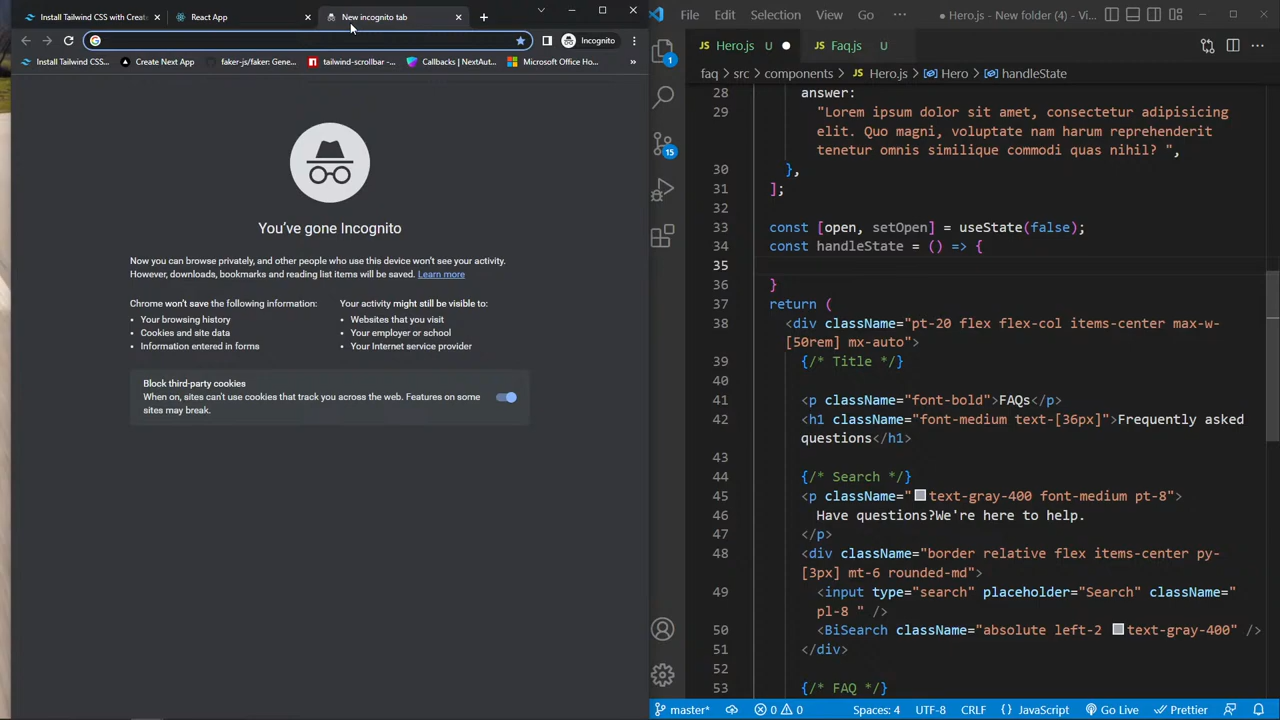 Install Tailwind CSS with Create
React App
New incognito tab
Incognito
Install Tailwind CSS...
Create Next App
faker-js/faker: Gene...
tailwind-scrollbar -...
Callbacks | NextAut...
Microsoft Office Ho...
»
You've gone Incognito
Now you can browse privately, and other people who use this device won't see your activity.
However, downloads, bookmarks and reading list items will be saved. Learn more
Chrome won't save the following information:
• Your browsing history
• Cookies and site data
• Information entered in forms
Your activity might still be visible to:
• Websites that you visit
• Your employer or school
• Your Internet service provider
Block third-party cookies
When on, sites can't use cookies that track you across the web. Features on some
sites may break.
File Edit Selection View Go ··· ● Hero.js - New folder (4) - Vi...
JS Hero.js U ●
JS Faq.js U
faq > src > components > JS Hero.js > Hero > handleState
1
15
28 answer:
29 "Lorem ipsum dolor sit amet, consectetur adipisicing
elit. Quo magni, voluptate nam harum reprehenderit
tenetur omnis similique commodi quas nihil? ",
30 },
31 ];
32
33 const [open, setOpen] = useState(false);
34 const handleState = () => {
35
36 }
37 return (
38 <div className="pt-20 flex flex-col items-center max-w-
[50rem] mx-auto">
39 {/* Title */}
40
41 <p className="font-bold">FAQs</p>
42 <h1 className="font-medium text-[36px]">Frequently asked
questions</h1>
43
44 {/* Search */}
45 <p className="text-gray-400 font-medium pt-8">
46 Have questions?We're here to help.
47 </p>
48 <div className="border relative flex items-center py-
[3px] mt-6 rounded-md">
49 <input type="search" placeholder="Search" className="
pl-8 " />
50 <BiSearch className="absolute left-2 text-gray-400" />
51 </div>
52
53 {/* FAQ */}
master* 0 0 Spaces: 4 UTF-8 CRLF {} JavaScript Go Live Prettier